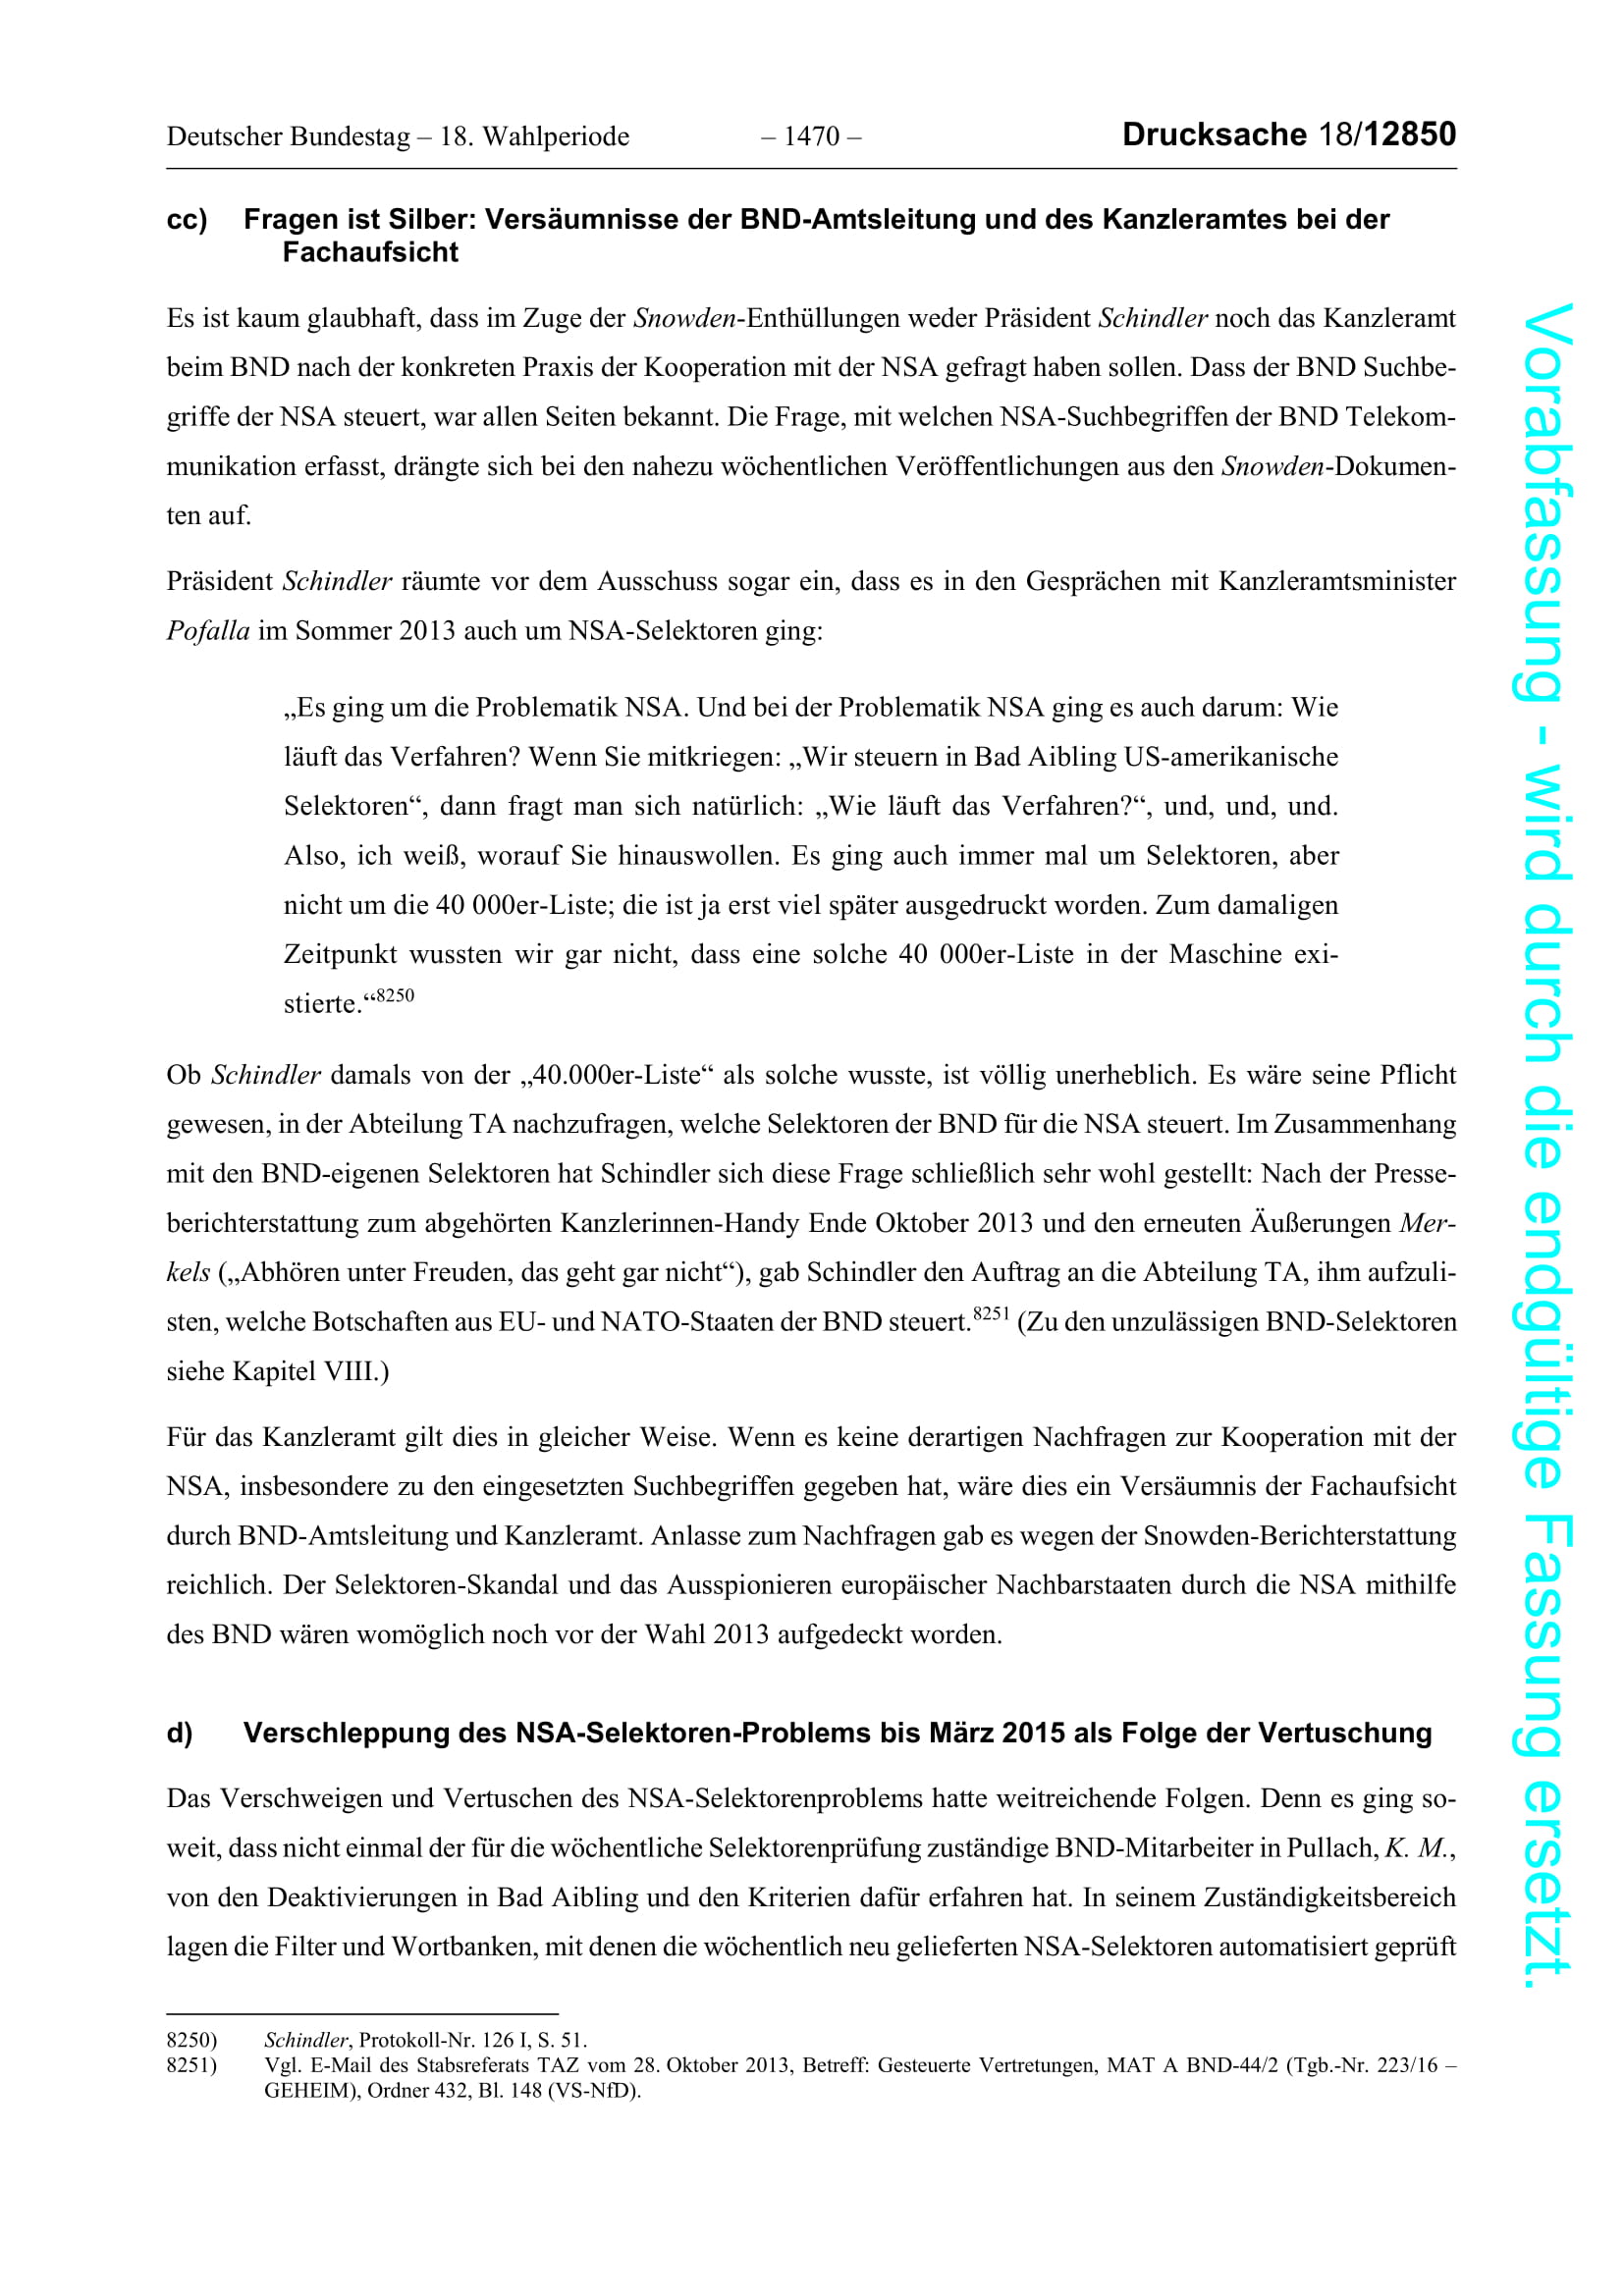 Deutscher Bundestag – 18. Wahlperiode – 1470 – Drucksache 18/12850
cc) Fragen ist Silber: Versäumnisse der BND-Amtsleitung und des Kanzleramtes bei der
Fachaufsicht
Es ist kaum glaubhaft, dass im Zuge der Snowden-Enthüllungen weder Präsident Schindler noch das Kanzleramt
beim BND nach der konkreten Praxis der Kooperation mit der NSA gefragt haben sollen. Dass der BND Suchbe-
griffe der NSA steuert, war allen Seiten bekannt. Die Frage, mit welchen NSA-Suchbegriffen der BND Telekom-
munikation erfasst, drängte sich bei den nahezu wöchentlichen Veröffentlichungen aus den Snowden-Dokumen-
ten auf.
Präsident Schindler räumte vor dem Ausschuss sogar ein, dass es in den Gesprächen mit Kanzleramtsminister
Pofalla im Sommer 2013 auch um NSA-Selektoren ging:
„Es ging um die Problematik NSA. Und bei der Problematik NSA ging es auch darum: Wie
läuft das Verfahren? Wenn Sie mitkriegen: „Wir steuern in Bad Aibling US-amerikanische
Selektoren“, dann fragt man sich natürlich: „Wie läuft das Verfahren?“, und, und, und.
Also, ich weiß, worauf Sie hinauswollen. Es ging auch immer mal um Selektoren, aber
nicht um die 40 000er-Liste; die ist ja erst viel später ausgedruckt worden. Zum damaligen
Zeitpunkt wussten wir gar nicht, dass eine solche 40 000er-Liste in der Maschine exi-
stierte.“8250
Ob Schindler damals von der „40.000er-Liste“ als solche wusste, ist völlig unerheblich. Es wäre seine Pflicht
gewesen, in der Abteilung TA nachzufragen, welche Selektoren der BND für die NSA steuert. Im Zusammenhang
mit den BND-eigenen Selektoren hat Schindler sich diese Frage schließlich sehr wohl gestellt: Nach der Presse-
berichterstattung zum abgehörten Kanzlerinnen-Handy Ende Oktober 2013 und den erneuten Äußerungen Mer-
kels („Abhören unter Freuden, das geht gar nicht“), gab Schindler den Auftrag an die Abteilung TA, ihm aufzuli-
sten, welche Botschaften aus EU- und NATO-Staaten der BND steuert.8251 (Zu den unzulässigen BND-Selektoren
siehe Kapitel VIII.)
Für das Kanzleramt gilt dies in gleicher Weise. Wenn es keine derartigen Nachfragen zur Kooperation mit der
NSA, insbesondere zu den eingesetzten Suchbegriffen gegeben hat, wäre dies ein Versäumnis der Fachaufsicht
durch BND-Amtsleitung und Kanzleramt. Anlasse zum Nachfragen gab es wegen der Snowden-Berichterstattung
reichlich. Der Selektoren-Skandal und das Ausspionieren europäischer Nachbarstaaten durch die NSA mithilfe
des BND wären womöglich noch vor der Wahl 2013 aufgedeckt worden.
d) Verschleppung des NSA-Selektoren-Problems bis März 2015 als Folge der Vertuschung
Das Verschweigen und Vertuschen des NSA-Selektorenproblems hatte weitreichende Folgen. Denn es ging so-
weit, dass nicht einmal der für die wöchentliche Selektorenprüfung zuständige BND-Mitarbeiter in Pullach, K. M.,
von den Deaktivierungen in Bad Aibling und den Kriterien dafür erfahren hat. In seinem Zuständigkeitsbereich
lagen die Filter und Wortbanken, mit denen die wöchentlich neu gelieferten NSA-Selektoren automatisiert geprüft
8250) Schindler, Protokoll-Nr. 126 I, S. 51.
8251) Vgl. E-Mail des Stabsreferats TAZ vom 28. Oktober 2013, Betreff: Gesteuerte Vertretungen, MAT A BND-44/2 (Tgb.-Nr. 223/16 –
GEHEIM), Ordner 432, Bl. 148 (VS-NfD).
Vorabfassung - wird durch die endgültige Fassung ersetzt.